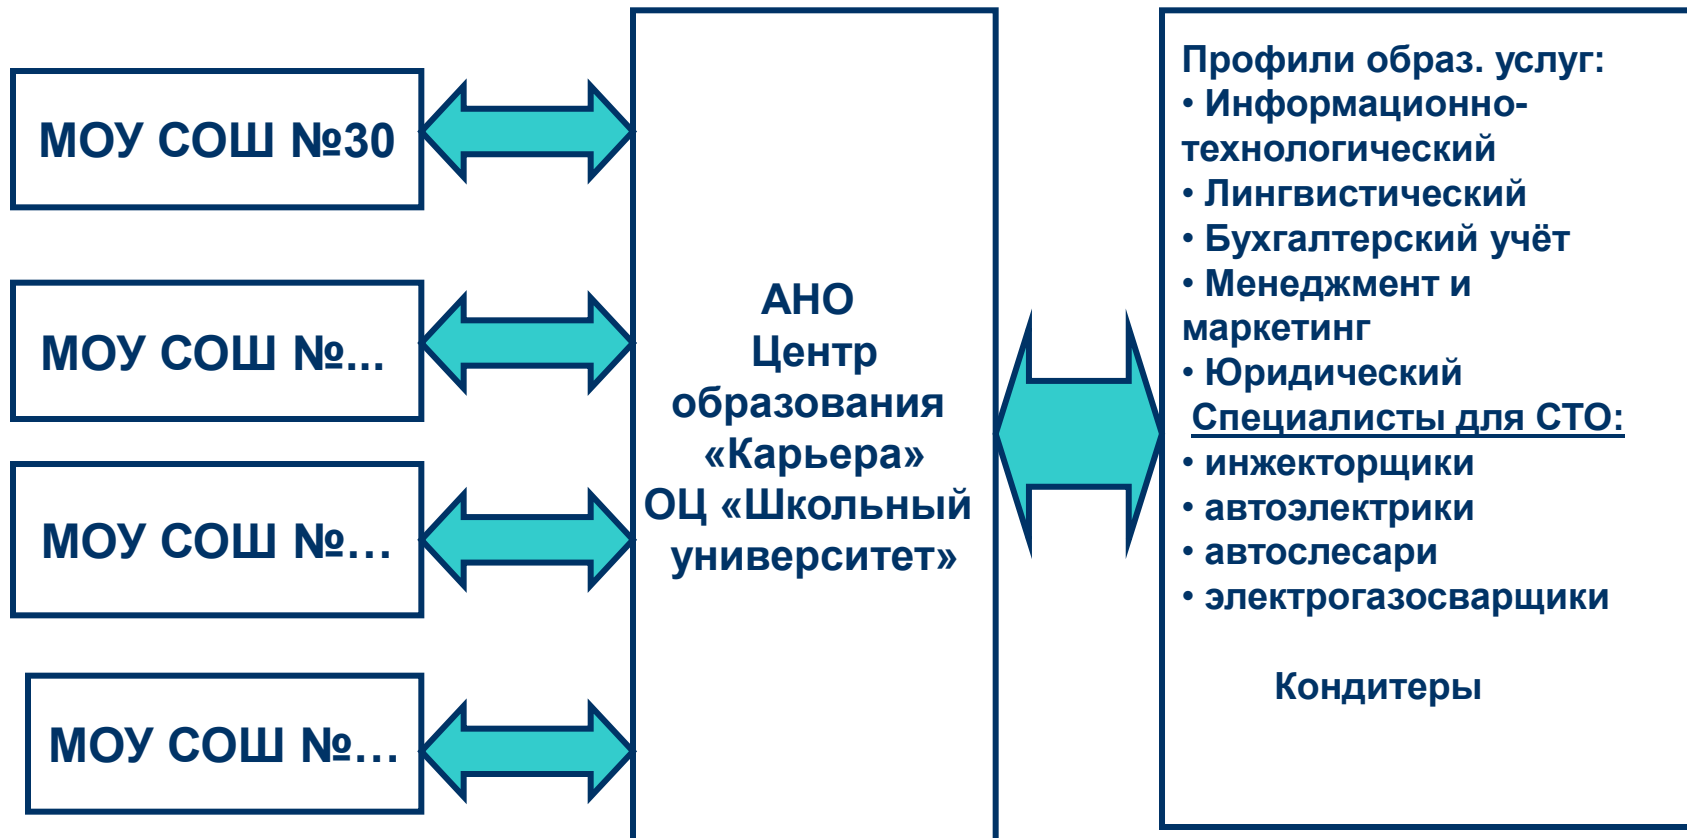 МОУ СОШ №30
МОУ СОШ №...
МОУ СОШ №…
МОУ СОШ №…
АНО
Центр
образования
«Карьера»
ОЦ «Школьный
университет»
Профили образ. услуг:
• Информационно-
технологический
• Лингвистический
• Бухгалтерский учёт
• Менеджмент и
маркетинг
• Юридический
Специалисты для СТО:
• инжекторщики
• автоэлектрики
• автослесари
• электрогазосварщики
Кондитеры